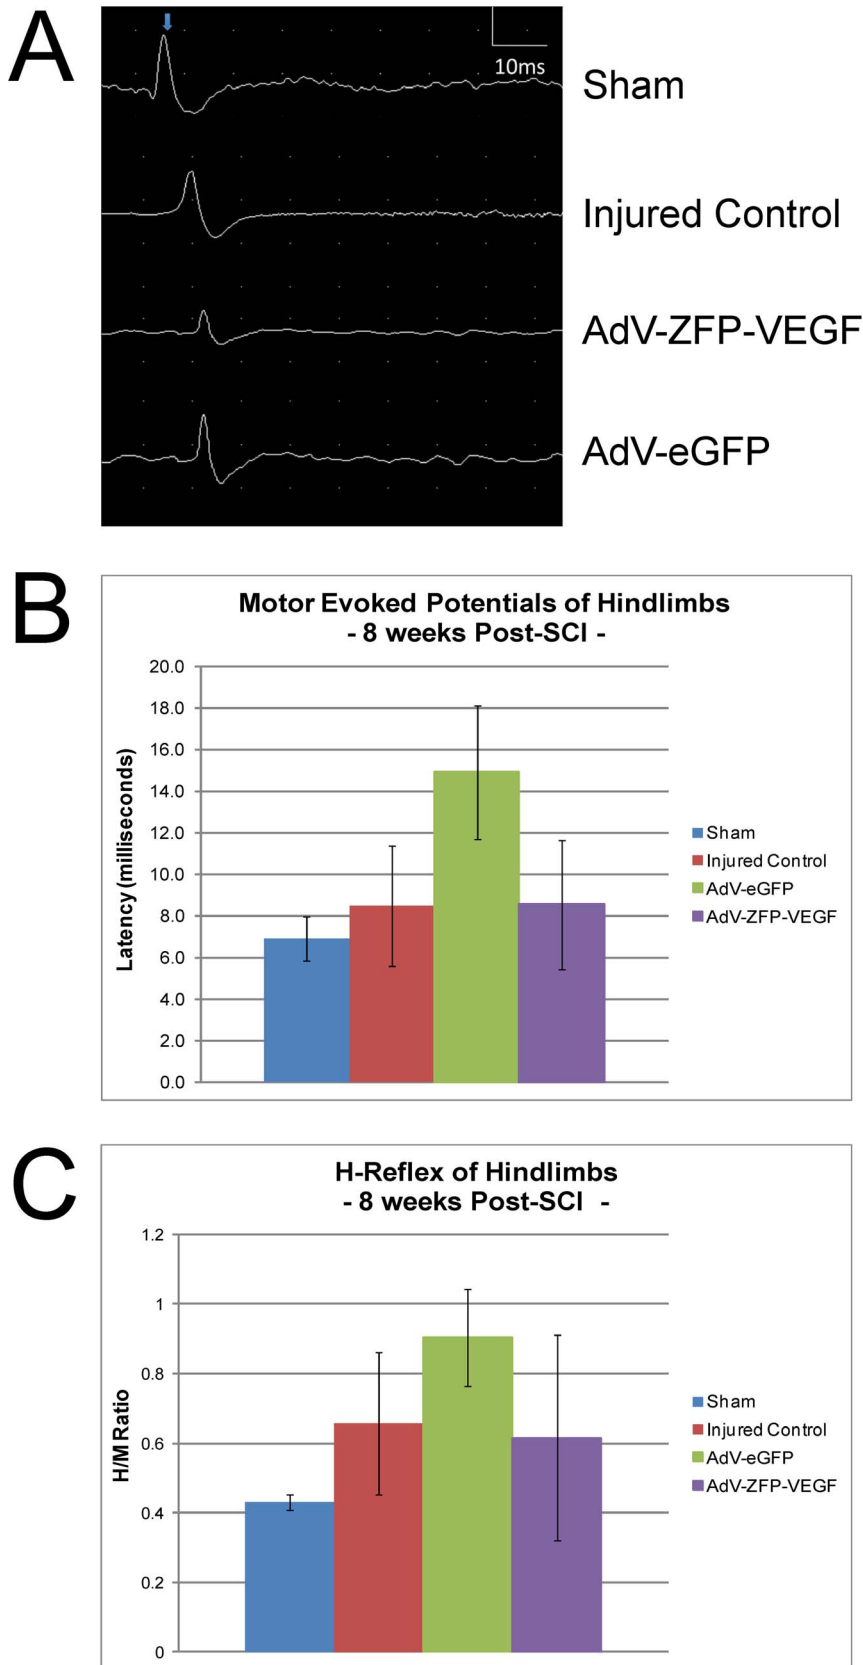 A
10ms
Sham
Injured Control
AdV-ZFP-VEGF
AdV-eGFP
B
Motor Evoked Potentials of Hindlimbs
- 8 weeks Post-SCI -
Latency (milliseconds)
20.0
18.0
16.0
14.0
12.0
10.0
8.0
6.0
4.0
2.0
0.0
Sham
Injured Control
AdV-eGFP
AdV-ZFP-VEGF
C
H-Reflex of Hindlimbs
- 8 weeks Post-SCI -
H/M Ratio
1.2
1
0.8
0.6
0.4
0.2
0
Sham
Injured Control
AdV-eGFP
AdV-ZFP-VEGF